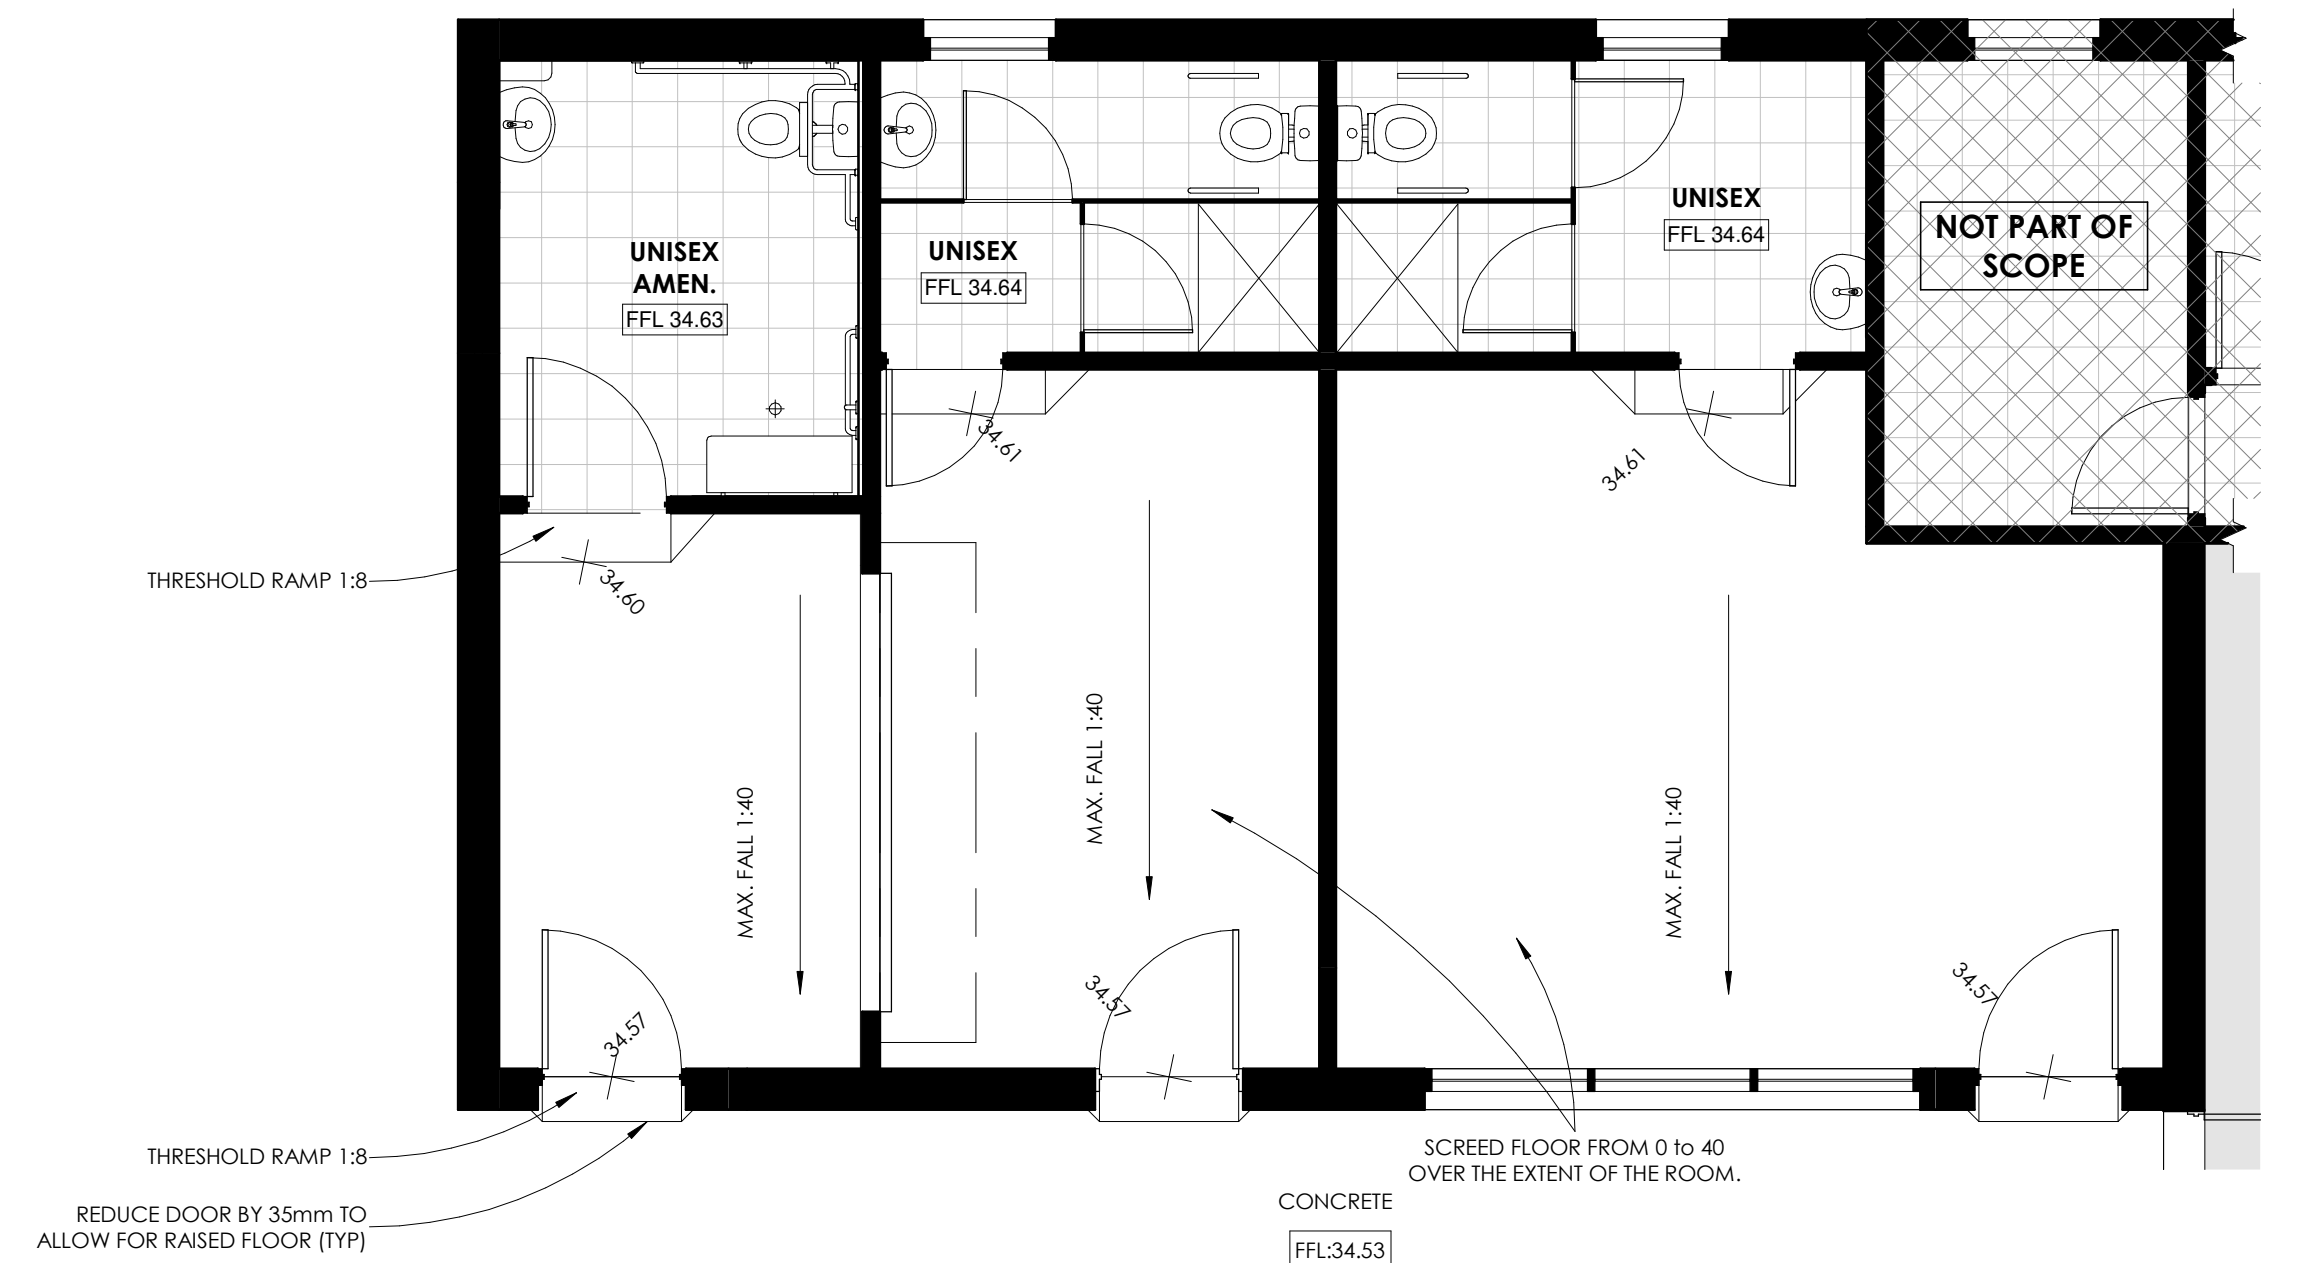 UNISEX
AMEN.
FFL 34.63
UNISEX
FFL 34.64
UNISEX
FFL 34.64
NOT PART OF
SCOPE
34.61
34.61
THRESHOLD RAMP 1:8
34.60
MAX. FALL 1:40
MAX. FALL 1:40
MAX. FALL 1:40
34.57
34.57
34.57
THRESHOLD RAMP 1:8
REDUCE DOOR BY 35mm TO
ALLOW FOR RAISED FLOOR (TYP)
SCREED FLOOR FROM 0 to 40
OVER THE EXTENT OF THE ROOM.
CONCRETE
FFL:34.53